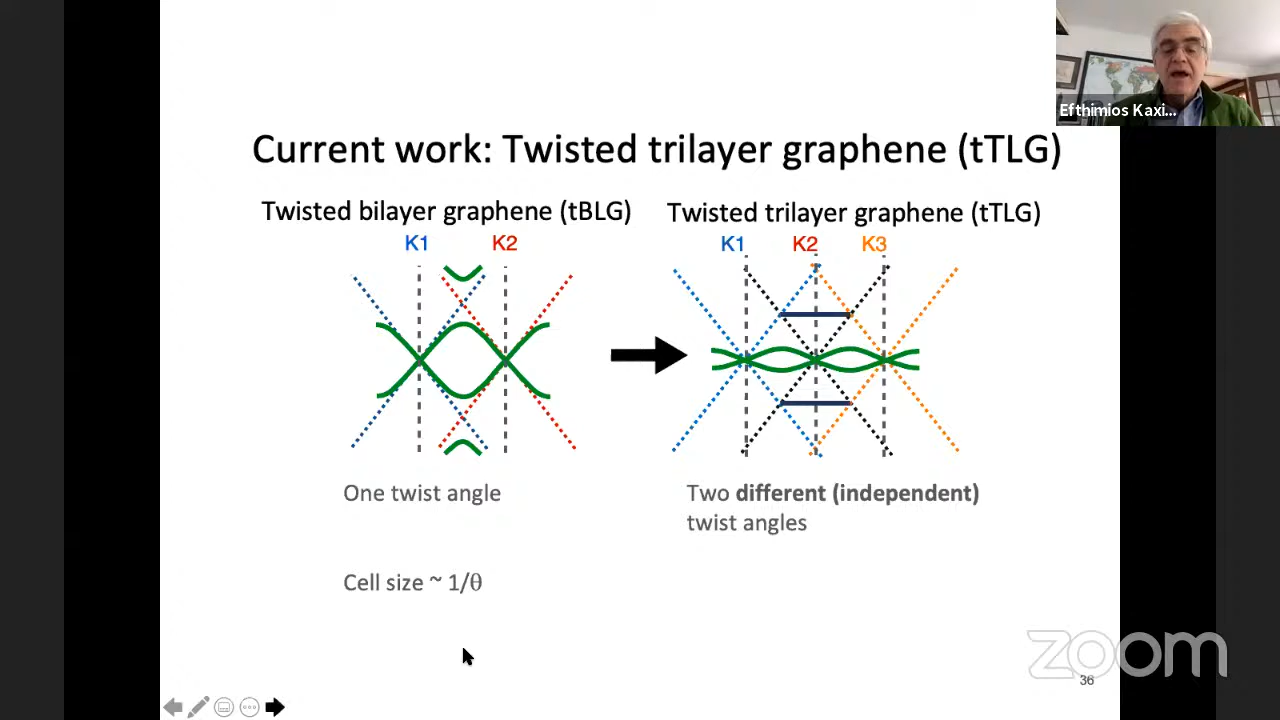 Efthimios Kaxi...
Current work: Twisted trilayer graphene (tTLG)
Twisted bilayer graphene (tBLG)
Twisted trilayer graphene (tTLG)
K1
K2
K1
K2
K3
One twist angle
Two different (independent)
twist angles
Cell size ~ 1/θ
zoom
36